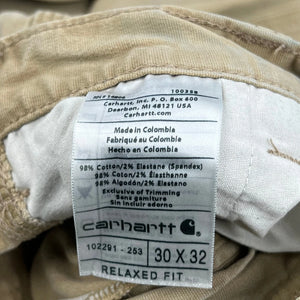 Carhartt, Inc. P.O. Box 600
Dearborn, MI 48121 USA
Carhartt.com
Made in Colombia
Fabriqué au Colombie
Hecho en Colombia
98% Cotton/2% Elastane (Spandex)
98% Coton/2% Élasthanne
98% Algodón/2% Elastano
Exclusive of Trimming
Sans garniture
Sin incluir adornos
carhartt
102291 - 253
30 X 32
RELAXED FIT